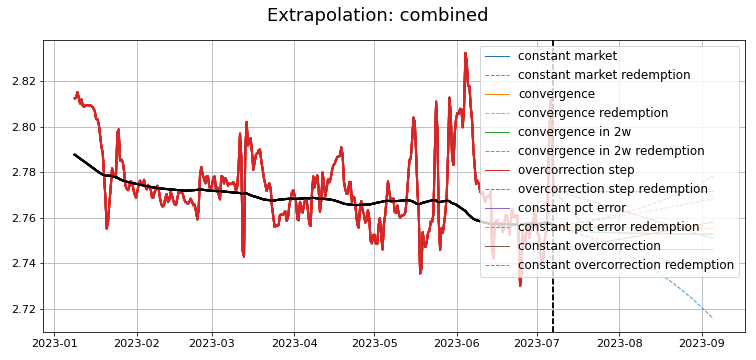 Extrapolation: combined
constant market
constant market redemption
convergence
convergence redemption
convergence in 2w
convergence in 2w redemption
overcorrection step
overcorrection step redemption
constant pct error
constant pct error redemption
constant overcorrection
constant overcorrection redemption
2.82
2.80
2.78
2.76
2.74
2.72
2023-01 2023-02 2023-03 2023-04 2023-05 2023-06 2023-07 2023-08 2023-09